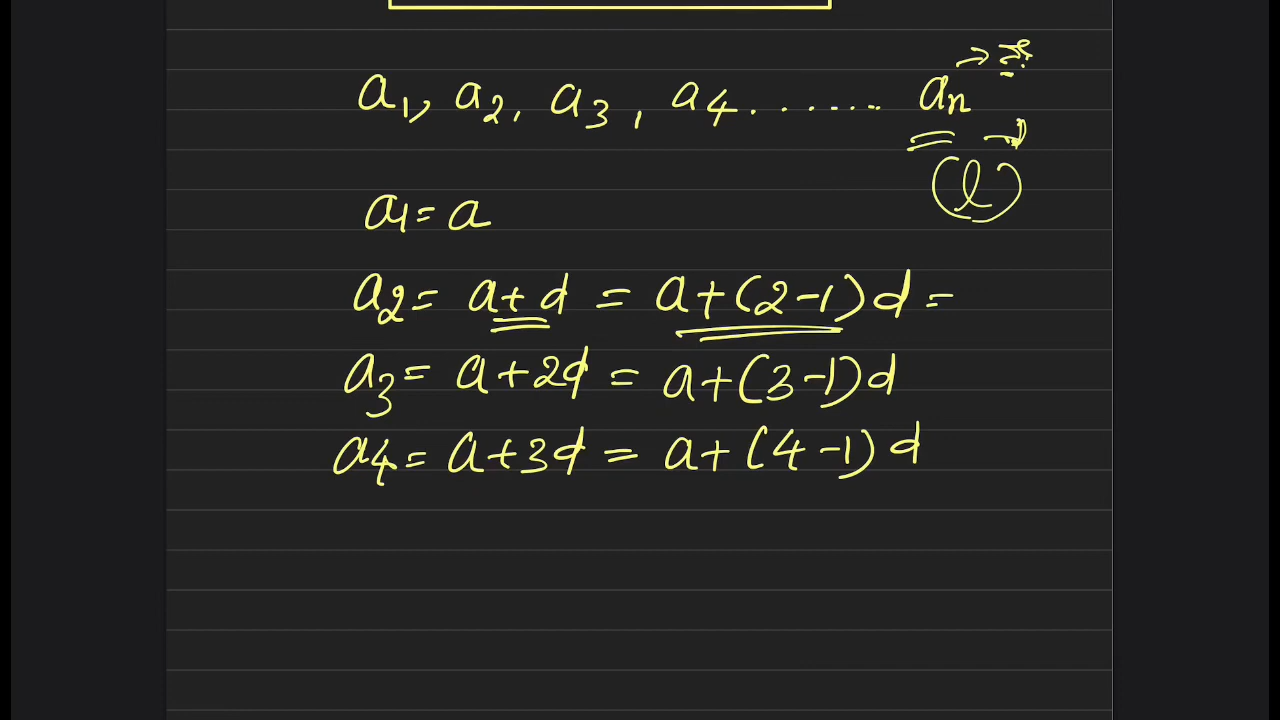 a1, a2, a3, a4....... an
(l)
a1 = a
a2 = a+d = a+(2-1)d =
a3 = a+2d = a+(3-1)d
a4 = a+3d = a+(4-1)d